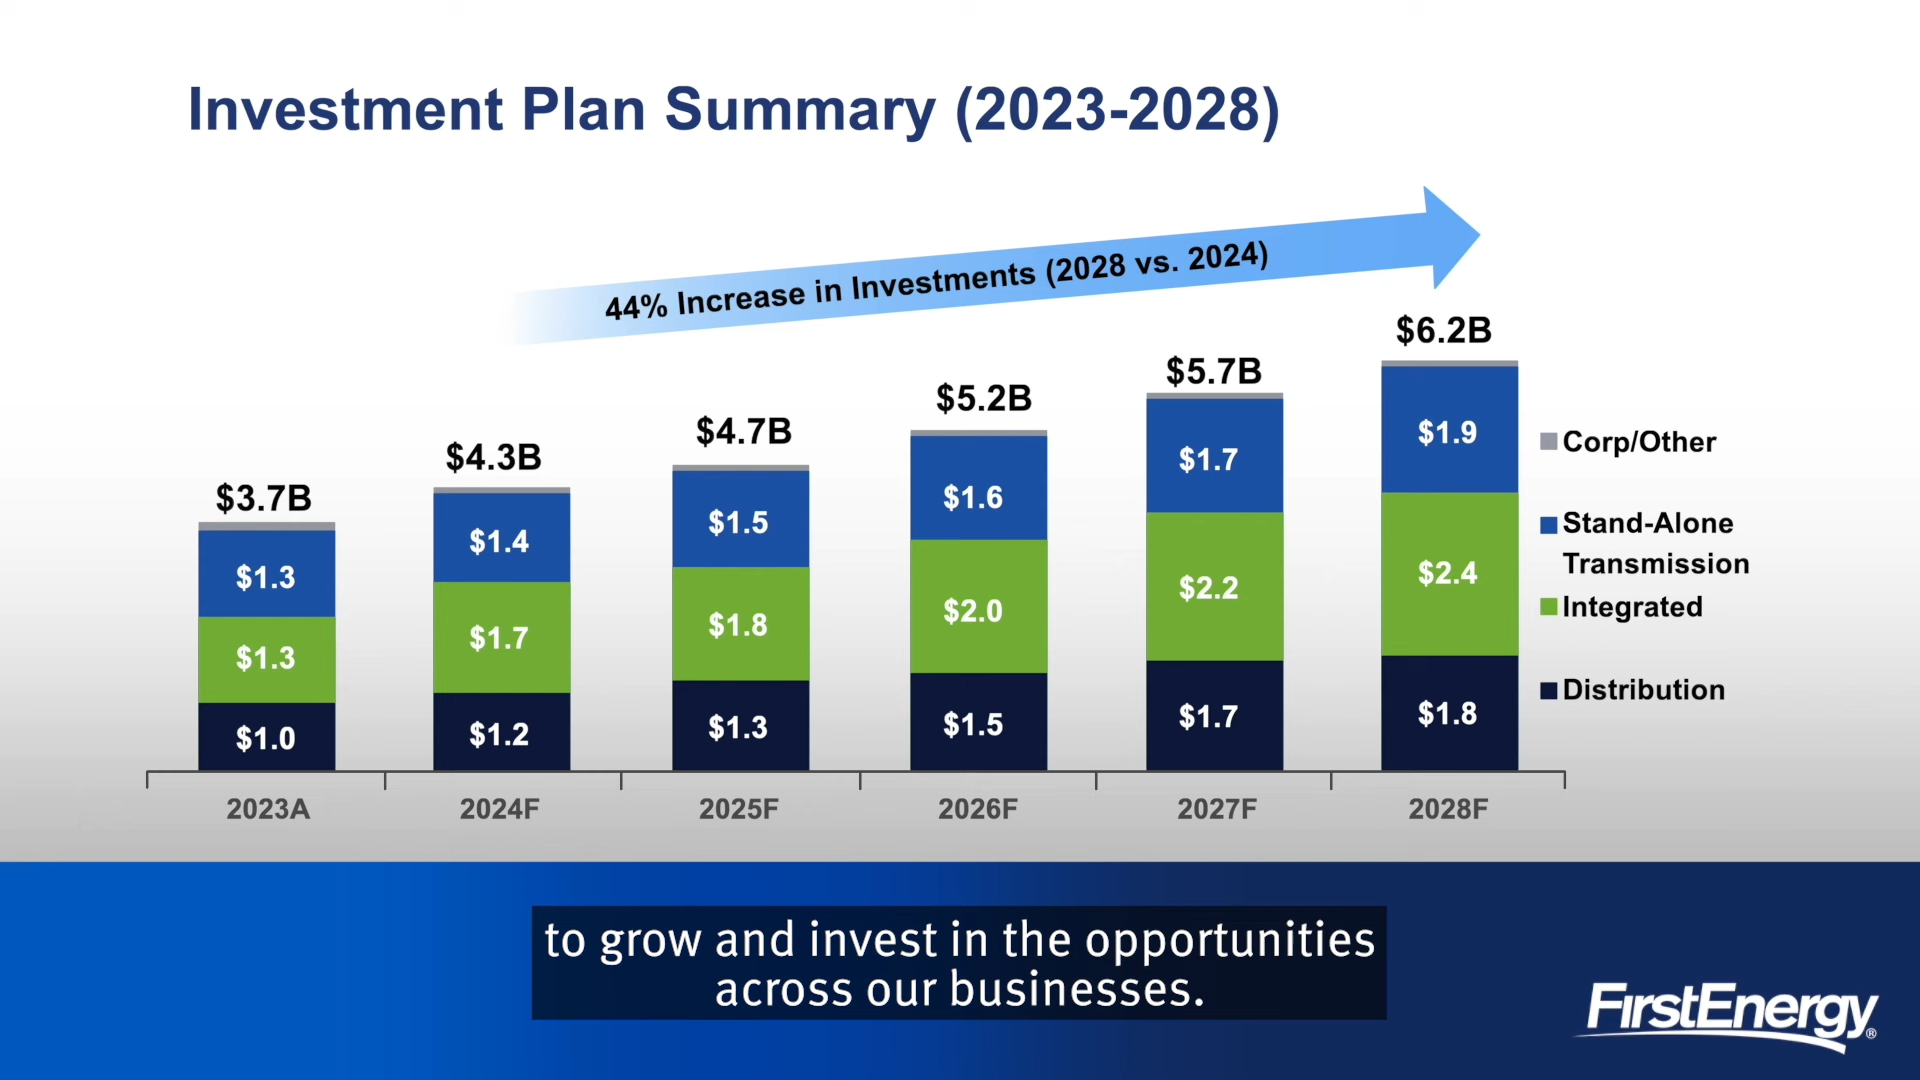 Investment Plan Summary (2023-2028)
44% Increase in Investments (2028 vs. 2024)
$3.7B
$4.3B
$4.7B
$5.2B
$5.7B
$6.2B
$1.3
$1.4
$1.5
$1.6
$1.7
$1.9
$1.3
$1.7
$1.8
$2.0
$2.2
$2.4
$1.0
$1.2
$1.3
$1.5
$1.7
$1.8
Corp/Other
Stand-Alone
Transmission
Integrated
Distribution
2023A
2024F
2025F
2026F
2027F
2028F
to grow and invest in the opportunities
across our businesses.
FirstEnergy®